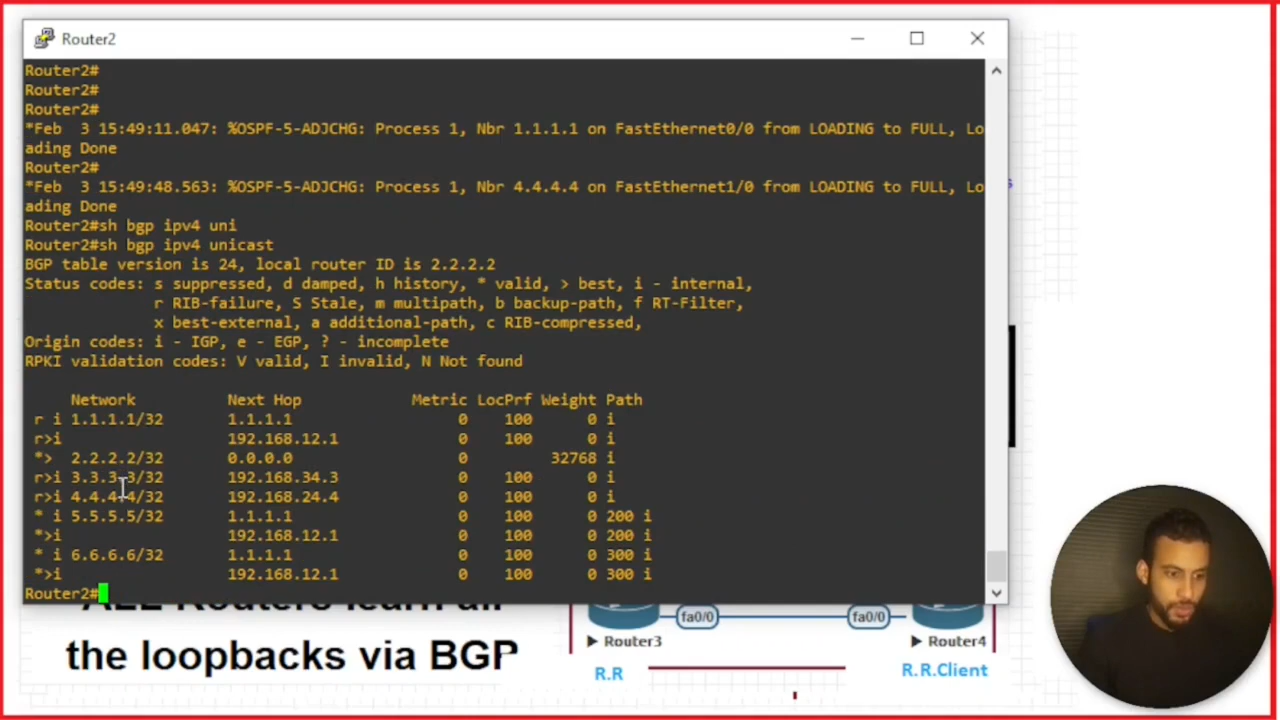 Router2
Router2#
Router2#
Router2#
*Feb  3 15:49:11.047: %OSPF-5-ADJCHG: Process 1, Nbr 1.1.1.1 on FastEthernet0/0 from LOADING to FULL, Lo
ading Done
Router2#
*Feb  3 15:49:48.563: %OSPF-5-ADJCHG: Process 1, Nbr 4.4.4.4 on FastEthernet1/0 from LOADING to FULL, Lo
ading Done
Router2#sh bgp ipv4 uni
Router2#sh bgp ipv4 unicast
BGP table version is 24, local router ID is 2.2.2.2
Status codes: s suppressed, d damped, h history, * valid, > best, i - internal,
r RIB-failure, S Stale, m multipath, b backup-path, f RT-Filter,
x best-external, a additional-path, c RIB-compressed,
Origin codes: i - IGP, e - EGP, ? - incomplete
RPKI validation codes: V valid, I invalid, N Not found
Network Next Hop Metric LocPrf Weight Path
r i 1.1.1.1/32 1.1.1.1 0 100 0 i
r>i 192.168.12.1 0 100 0 i
*> 2.2.2.2/32 0.0.0.0 0 32768 i
r>i 3.3.3.3/32 192.168.34.3 0 100 0 i
r>i 4.4.4.4/32 192.168.24.4 0 100 0 i
* i 5.5.5.5/32 1.1.1.1 0 100 0 200 i
*>i 192.168.12.1 0 100 0 200 i
* i 6.6.6.6/32 1.1.1.1 0 100 0 300 i
*>i 192.168.12.1 0 100 0 300 i
Router2#
ALL Routers learn all
the loopbacks via BGP
fa0/0 fa0/0
Router3 Router4
R.R R.R.Client